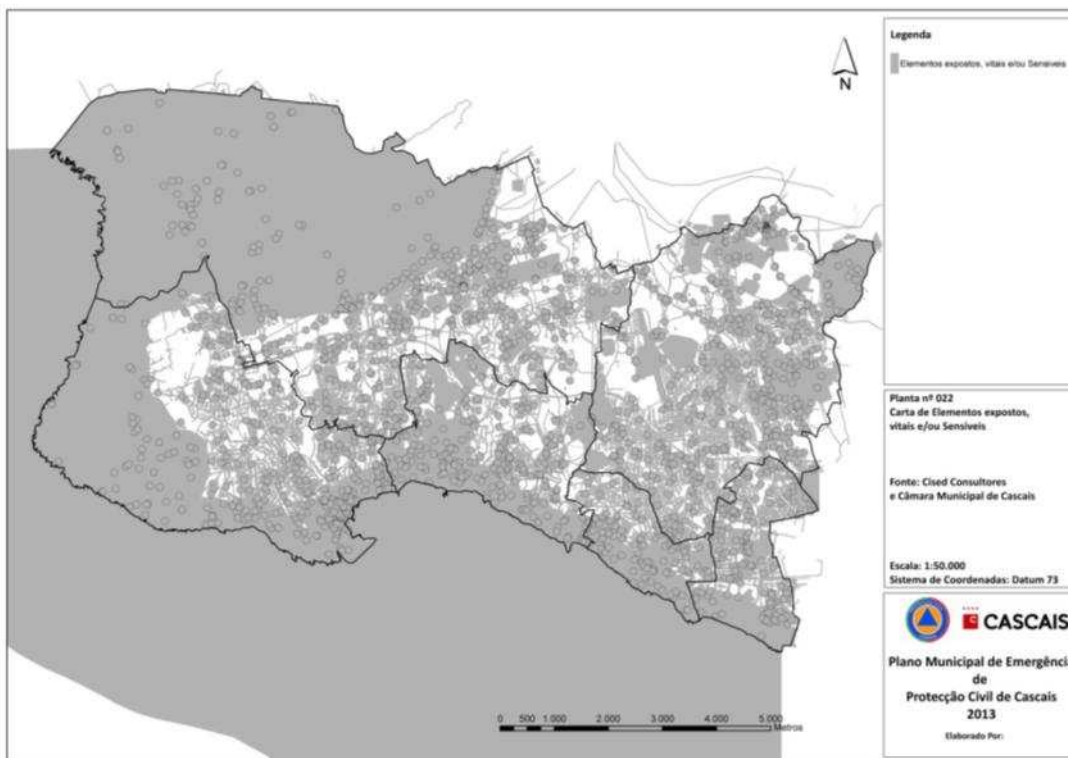 Legenda
Elementos expostos, vitais e/ou Sensiveis
N
Planta nº 022
Carta de Elementos expostos,
vitais e/ou Sensiveis
Fonte: Cised Consultores
e Câmara Municipal de Cascais
Escala: 1:50.000
Sistema de Coordenadas: Datum 73
CASCAIS
Plano Municipal de Emergência
de
Protecção Civil de Cascais
2013
Elaborado Por:
0 500 1.000 2.000 3.000 4.000 5.000
Metros